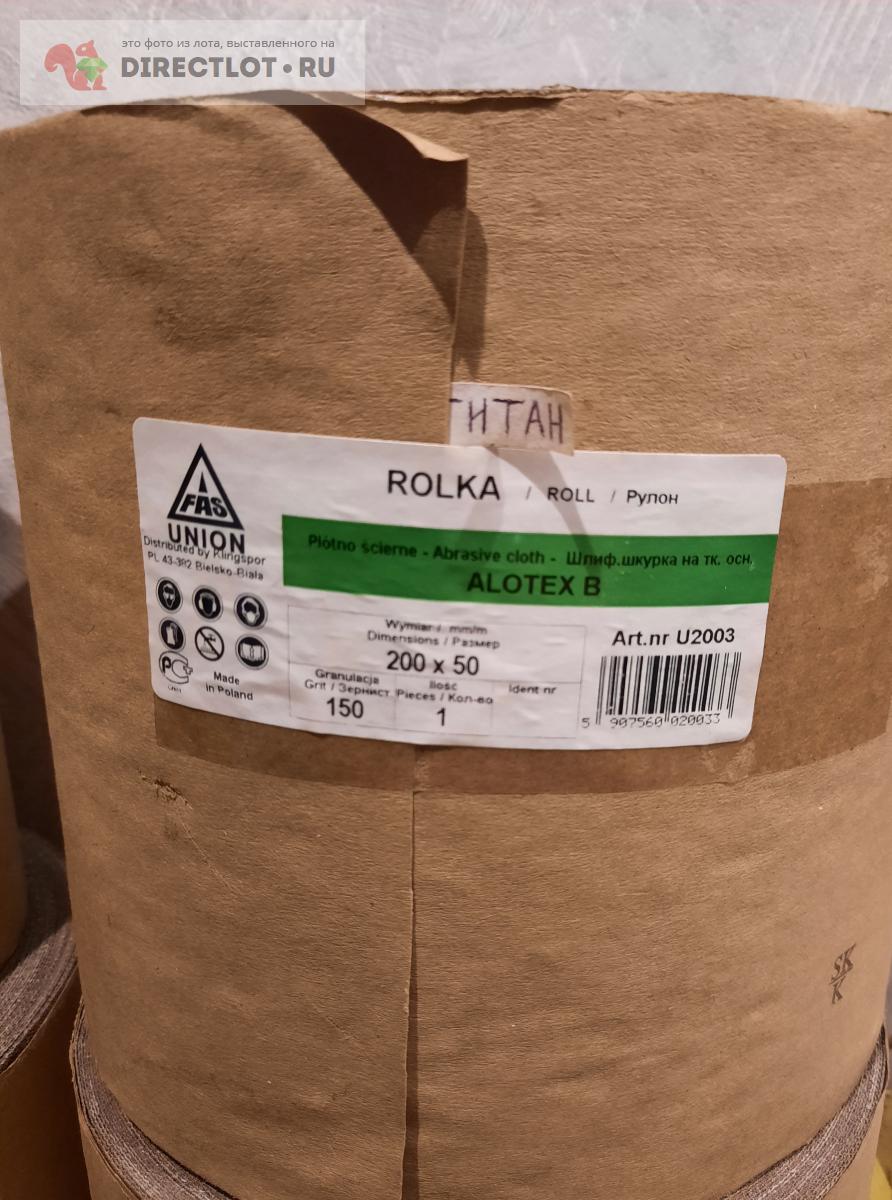 это фото из лота, выставленного на
DIRECTLOT.RU
ТИТАН
ROLKA / ROLL / Рулон
FAS
UNION
Distributed by Klingspor
PL 43-382 Bielsko-Biała
Płótno ścierne - Abrasive cloth - Шлиф.шкурка на тк. осн.
ALOTEX B
Wymiar / mm/m
Dimensions / Размер
200 x 50
Granulacja
Grit / Зернист.
150
Ilość
Pieces / Кол-во
1
Ident nr
Art.nr U2003
5 907560 020033
Made
in Poland
SK
K